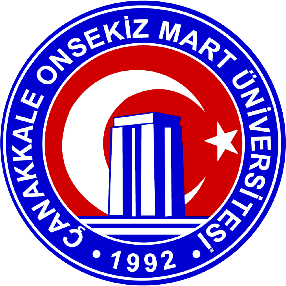 ÇANAKKALE ONSEKİZ MART ÜNİVERSİTESİ
• 1992 •